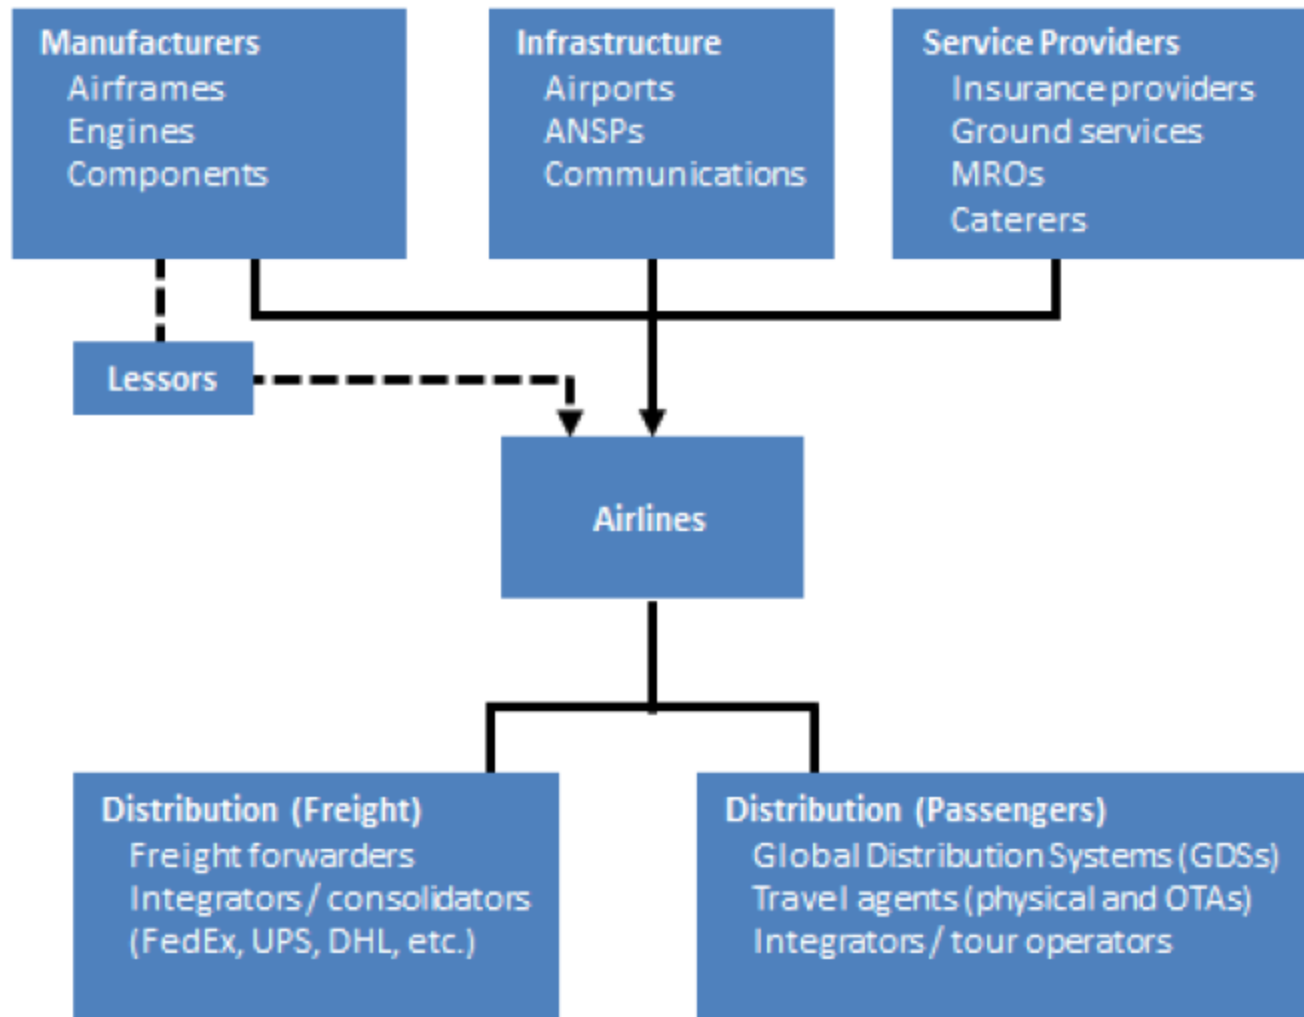 Manufacturers
Airframes
Engines
Components
Infrastructure
Airports
ANSPs
Communications
Service Providers
Insurance providers
Ground services
MROs
Caterers
Lessors
Airlines
Distribution (Freight)
Freight forwarders
Integrators / consolidators
(FedEx, UPS, DHL, etc.)
Distribution (Passengers)
Global Distribution Systems (GDSs)
Travel agents (physical and OTAs)
Integrators / tour operators